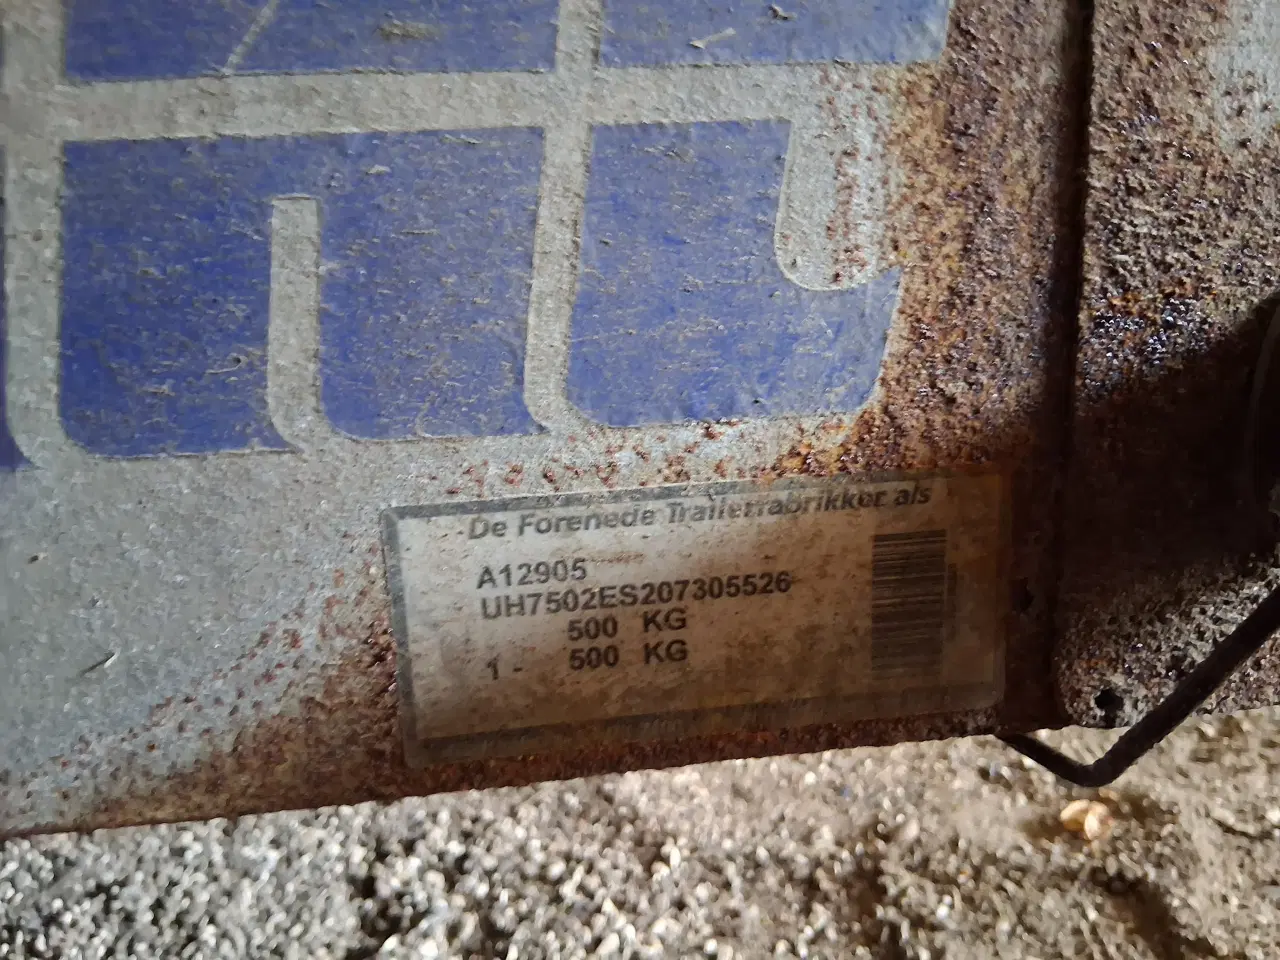 De Forenede Trailerfabrikker a/s
A12905
UH7502ES207305526
500 KG
1 - 500 KG